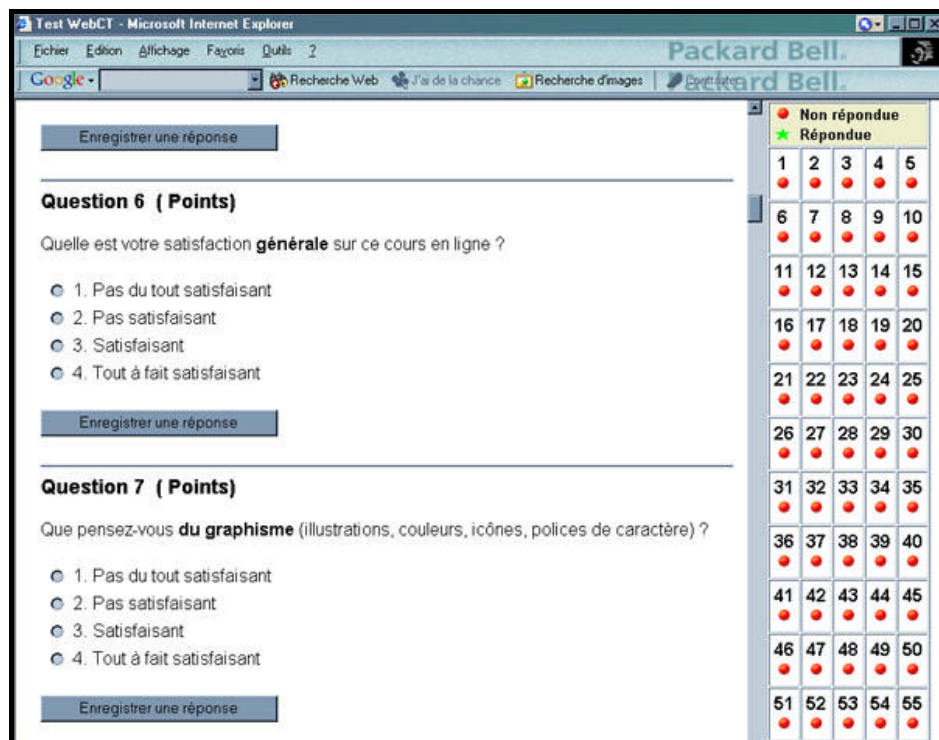 Test WebCT - Microsoft Internet Explorer
Fichier Edition Affichage Favoris Outils ?
Packard Bell.
Google
Recherche Web J'ai de la chance Recherche d'images
Packard Bell.
Enregistrer une réponse
Question 6 ( Points)
Quelle est votre satisfaction générale sur ce cours en ligne ?
1. Pas du tout satisfaisant
2. Pas satisfaisant
3. Satisfaisant
4. Tout à fait satisfaisant
Enregistrer une réponse
Question 7 ( Points)
Que pensez-vous du graphisme (illustrations, couleurs, icônes, polices de caractère) ?
1. Pas du tout satisfaisant
2. Pas satisfaisant
3. Satisfaisant
4. Tout à fait satisfaisant
Enregistrer une réponse
Non répondue
Répondue
1 2 3 4 5
6 7 8 9 10
11 12 13 14 15
16 17 18 19 20
21 22 23 24 25
26 27 28 29 30
31 32 33 34 35
36 37 38 39 40
41 42 43 44 45
46 47 48 49 50
51 52 53 54 55